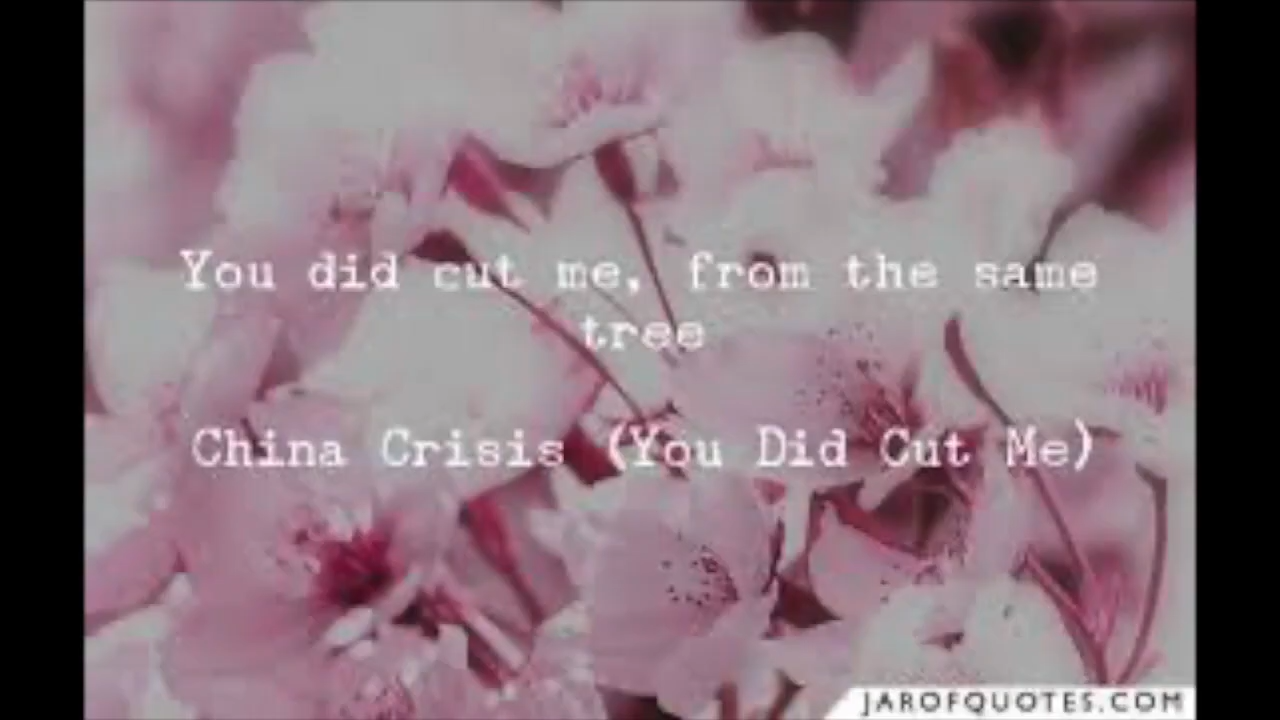 You did cut me, from the same
tree
China Crisis (You Did Cut Me)
JAROFQUOTES.COM